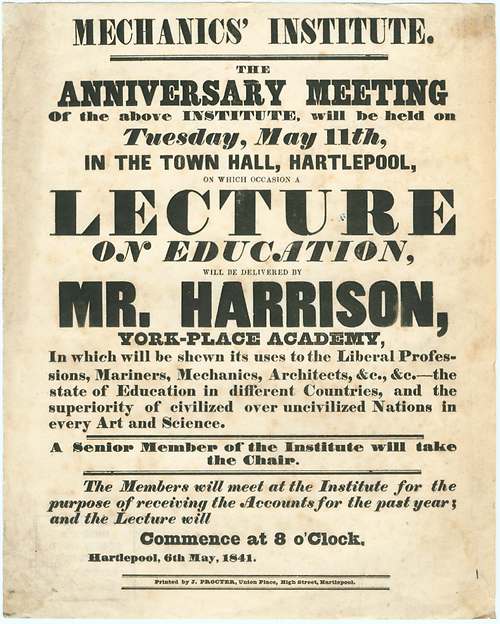 MECHANICS' INSTITUTE.
THE
ANNIVERSARY MEETING
Of the above INSTITUTE, will be held on
Tuesday, May 11th,
IN THE TOWN HALL, HARTLEPOOL,
ON WHICH OCCASION A
LECTURE
ON EDUCATION,
WILL BE DELIVERED BY
MR. HARRISON,
YORK-PLACE ACADEMY,
In which will be shewn its uses to the Liberal Profes-
sions, Mariners, Mechanics, Architects, &c., &c.—the
state of Education in different Countries, and the
superiority of civilized over uncivilized Nations in
every Art and Science.
A Senior Member of the Institute will take
the Chair.
The Members will meet at the Institute for the
purpose of receiving the Accounts for the past year;
and the Lecture will
Commence at 8 o'Clock.
Hartlepool, 6th May, 1841.
Printed by J. PROCTER, Union Place, High Street, Hartlepool.